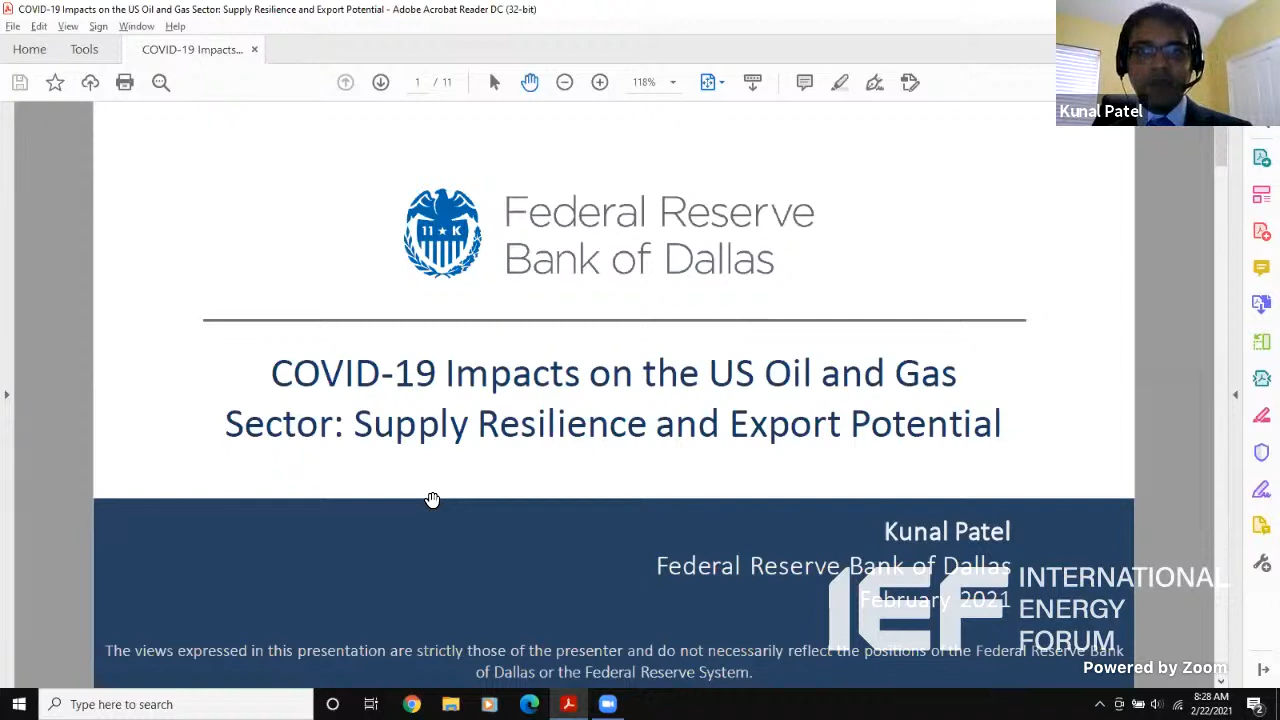 COVID-19 Impacts on the US Oil and Gas Sector: Supply Resilience and Export Potential - Adobe Acrobat Reader DC (32-bit)
File Edit View Sign Window Help
Home Tools COVID-19 Impacts... ×
1 118%
Kunal Patel
11 ★ K
Federal Reserve
Bank of Dallas
COVID-19 Impacts on the US Oil and Gas
Sector: Supply Resilience and Export Potential
Kunal Patel
Federal Reserve Bank of Dallas
February 2021
IEF INTERNATIONAL
ENERGY
FORUM
The views expressed in this presentation are strictly those of the presenter and do not necessarily reflect the positions of the Federal Reserve Bank
of Dallas or the Federal Reserve System.
Powered by Zoom
Type here to search
8:28 AM
2/22/2021
2